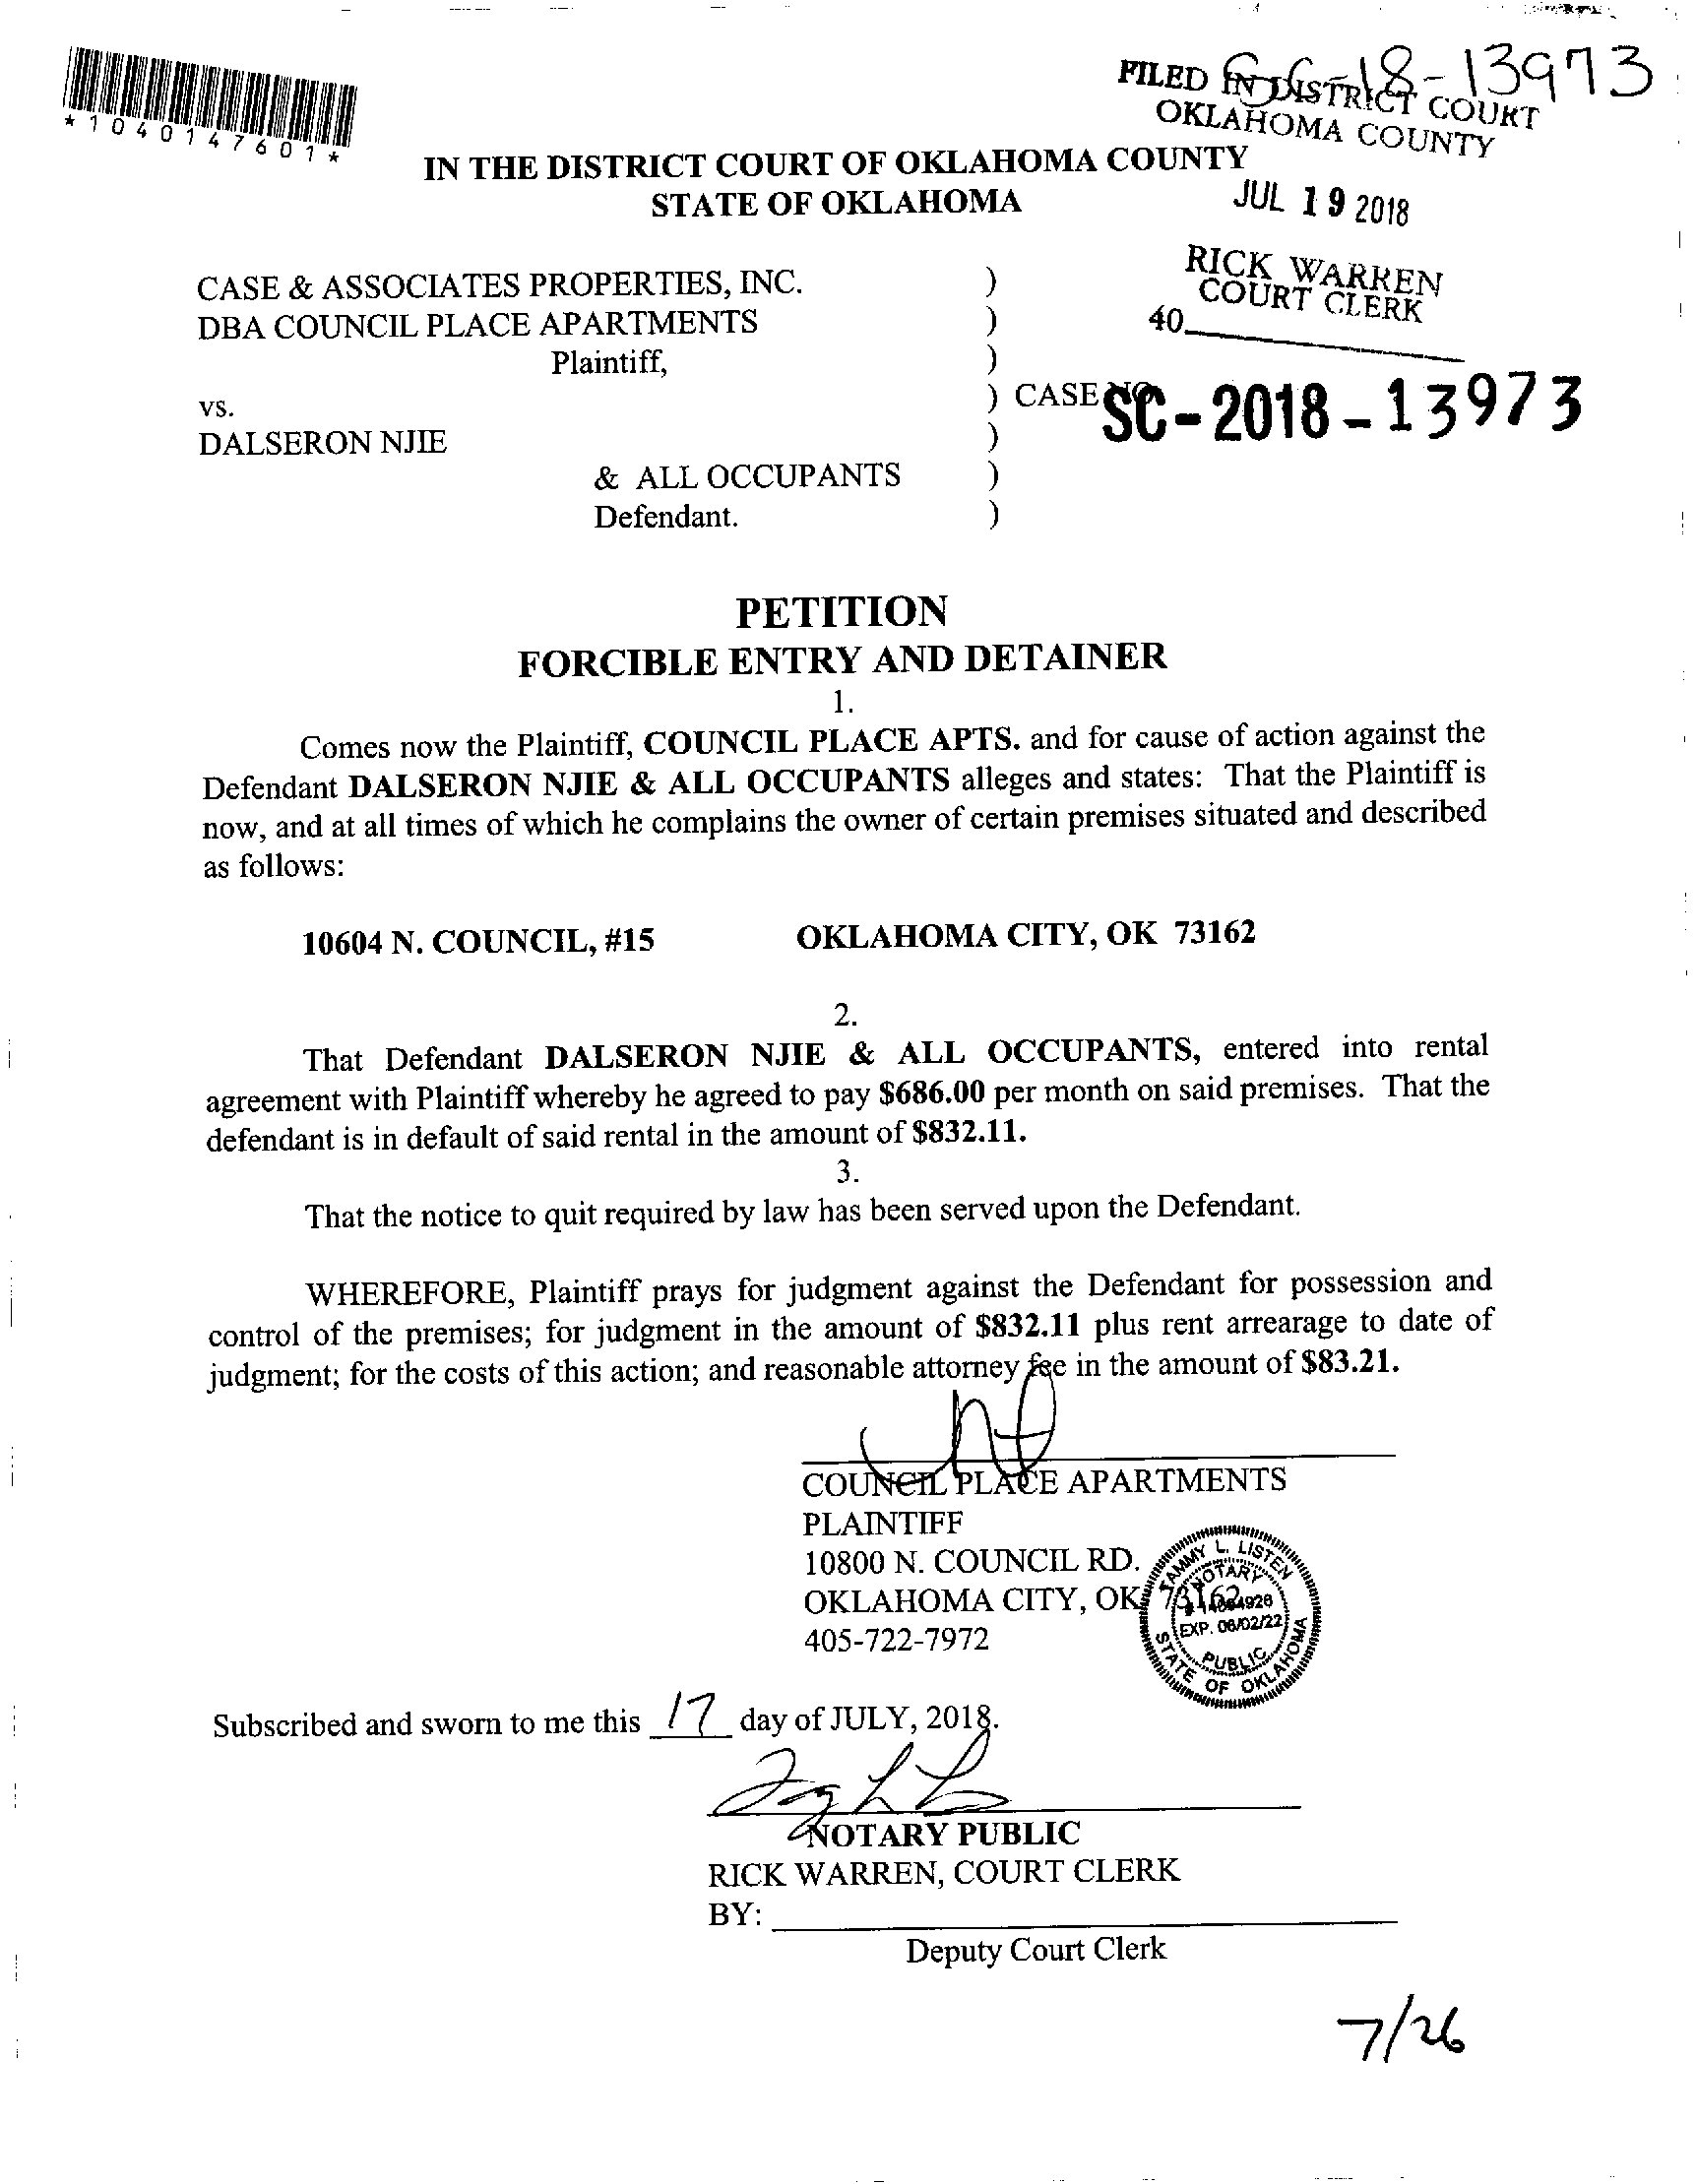 *1040147601*
18-13973
FILED IN DISTRICT COURT
OKLAHOMA COUNTY
IN THE DISTRICT COURT OF OKLAHOMA COUNTY
STATE OF OKLAHOMA
JUL 19 2018
RICK WARREN
COURT CLERK
40
CASE & ASSOCIATES PROPERTIES, INC. )
DBA COUNCIL PLACE APARTMENTS )
Plaintiff, )
vs. ) CASE NO. SC-2018-13973
DALSERON NJIE )
& ALL OCCUPANTS )
Defendant. )
PETITION
FORCIBLE ENTRY AND DETAINER
1.
Comes now the Plaintiff, COUNCIL PLACE APTS. and for cause of action against the
Defendant DALSERON NJIE & ALL OCCUPANTS alleges and states: That the Plaintiff is
now, and at all times of which he complains the owner of certain premises situated and described
as follows:
10604 N. COUNCIL, #15 OKLAHOMA CITY, OK 73162
2.
That Defendant DALSERON NJIE & ALL OCCUPANTS, entered into rental
agreement with Plaintiff whereby he agreed to pay $686.00 per month on said premises. That the
defendant is in default of said rental in the amount of $832.11.
3.
That the notice to quit required by law has been served upon the Defendant.
WHEREFORE, Plaintiff prays for judgment against the Defendant for possession and
control of the premises; for judgment in the amount of $832.11 plus rent arrearage to date of
judgment; for the costs of this action; and reasonable attorney fee in the amount of $83.21.
COUNCIL PLACE APARTMENTS
PLAINTIFF
10800 N. COUNCIL RD.
OKLAHOMA CITY, OK 73162
405-722-7972
TAMMY L. LISTEN
NOTARY
EXP. 06/02/22
PUBLIC
STATE OF OKLAHOMA
Subscribed and sworn to me this 17 day of JULY, 2018.
NOTARY PUBLIC
RICK WARREN, COURT CLERK
BY:
Deputy Court Clerk
7/26